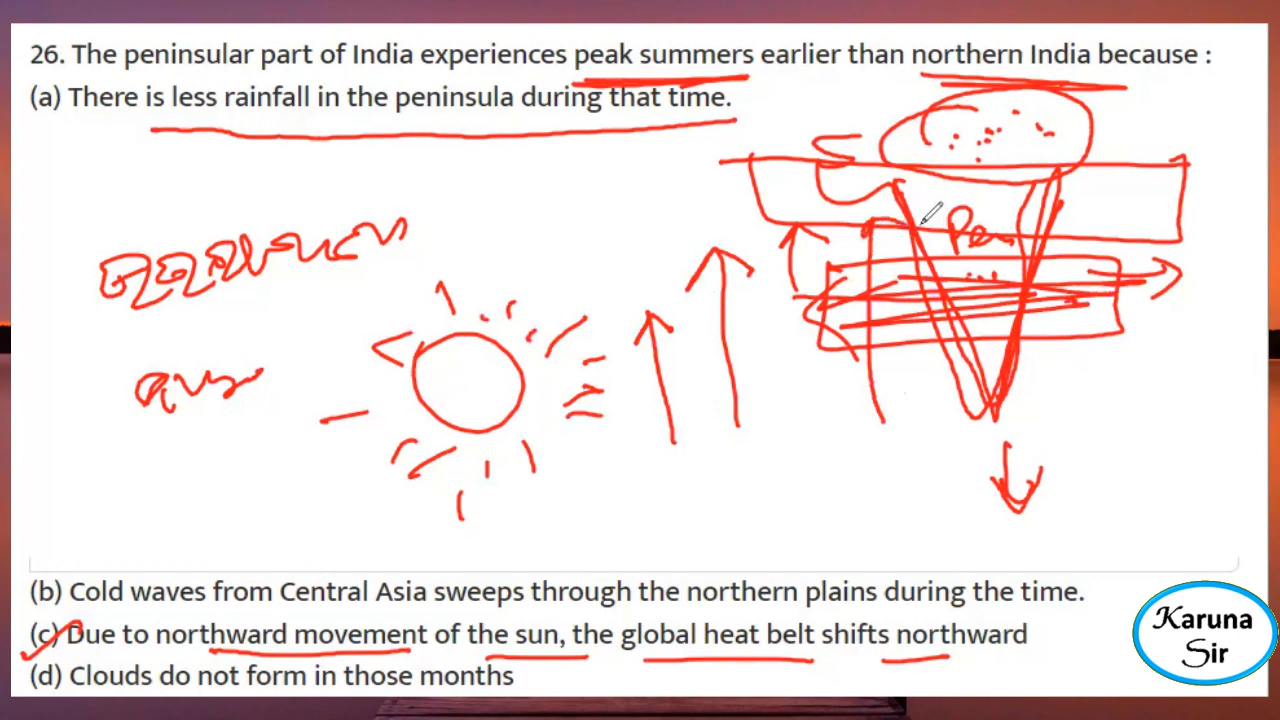 26. The peninsular part of India experiences peak summers earlier than northern India because :
(a) There is less rainfall in the peninsula during that time.
Pen
(b) Cold waves from Central Asia sweeps through the northern plains during the time.
(c) Due to northward movement of the sun, the global heat belt shifts northward
(d) Clouds do not form in those months
Karuna
Sir